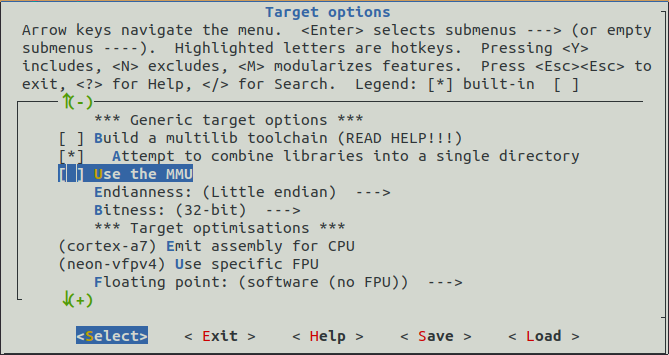 Target options
Arrow keys navigate the menu.  <Enter> selects submenus ---> (or empty
submenus ----).  Highlighted letters are hotkeys.  Pressing <Y>
includes, <N> excludes, <M> modularizes features.  Press <Esc><Esc> to
exit, <?> for Help, </> for Search.  Legend: [*] built-in  [ ]
↑(-)
*** Generic target options ***
[ ] Build a multilib toolchain (READ HELP!!!)
[*]   Attempt to combine libraries into a single directory
[ ] Use the MMU
Endianness: (Little endian)  --->
Bitness: (32-bit)  --->
*** Target optimisations ***
(cortex-a7) Emit assembly for CPU
(neon-vfpv4) Use specific FPU
Floating point: (software (no FPU))  --->
↓(+)
<Select>    < Exit >    < Help >    < Save >    < Load >